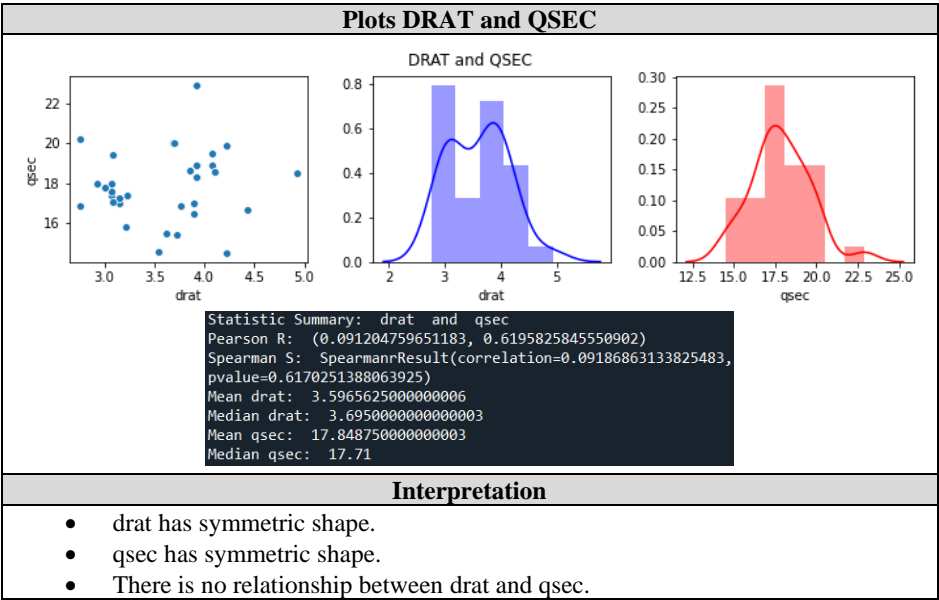 Plots DRAT and QSEC
DRAT and QSEC
qsec
22
20
18
16
3.0 3.5 4.0 4.5 5.0
drat
0.8
0.6
0.4
0.2
0.0
2 3 4 5
drat
0.30
0.25
0.20
0.15
0.10
0.05
0.00
12.5 15.0 17.5 20.0 22.5 25.0
qsec
Statistic Summary:  drat  and  qsec
Pearson R:  (0.091204759651183, 0.6195825845550902)
Spearman S:  SpearmanrResult(correlation=0.09186863133825483,
pvalue=0.6170251388063925)
Mean drat:  3.5965625000000006
Median drat:  3.6950000000000003
Mean qsec:  17.848750000000003
Median qsec:  17.71
Interpretation
• drat has symmetric shape.
• qsec has symmetric shape.
• There is no relationship between drat and qsec.